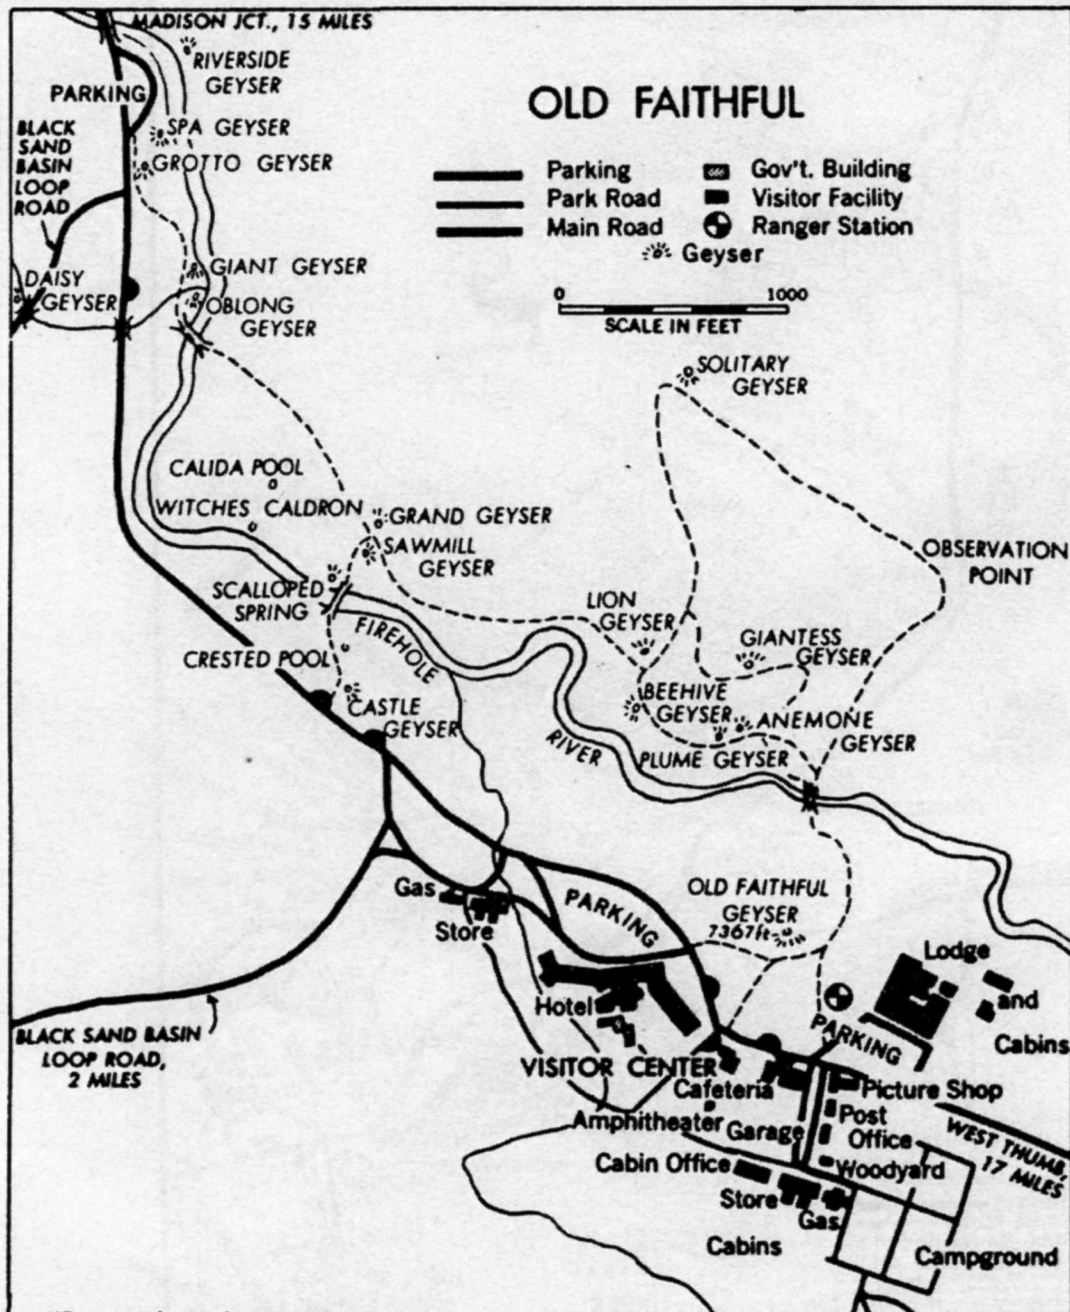 MADISON JCT., 15 MILES
RIVERSIDE
GEYSER
PARKING
BLACK
SAND
BASIN
LOOP
ROAD
SPA GEYSER
GROTTO GEYSER
OLD FAITHFUL
Parking
Park Road
Main Road
Gov't. Building
Visitor Facility
Ranger Station
Geyser
0 1000
SCALE IN FEET
GIANT GEYSER
DAISY
GEYSER
OBLONG
GEYSER
SOLITARY
GEYSER
CALIDA POOL
WITCHES CALDRON
GRAND GEYSER
SAWMILL
GEYSER
OBSERVATION
POINT
SCALLOPED
SPRING
LION
GEYSER
FIREHOLE
RIVER
GIANTESS
GEYSER
CRESTED POOL
CASTLE
GEYSER
BEEHIVE
GEYSER
ANEMONE
GEYSER
PLUME GEYSER
Gas
Store
PARKING
OLD FAITHFUL
GEYSER
7367ft
Lodge
and
Cabins
Hotel
PARKING
BLACK SAND BASIN
LOOP ROAD,
2 MILES
VISITOR CENTER
Cafeteria
Picture Shop
Amphitheater
Garage
Post
Office
WEST THUMB,
17 MILES
Cabin Office
Woodyard
Store
Gas
Cabins
Campground